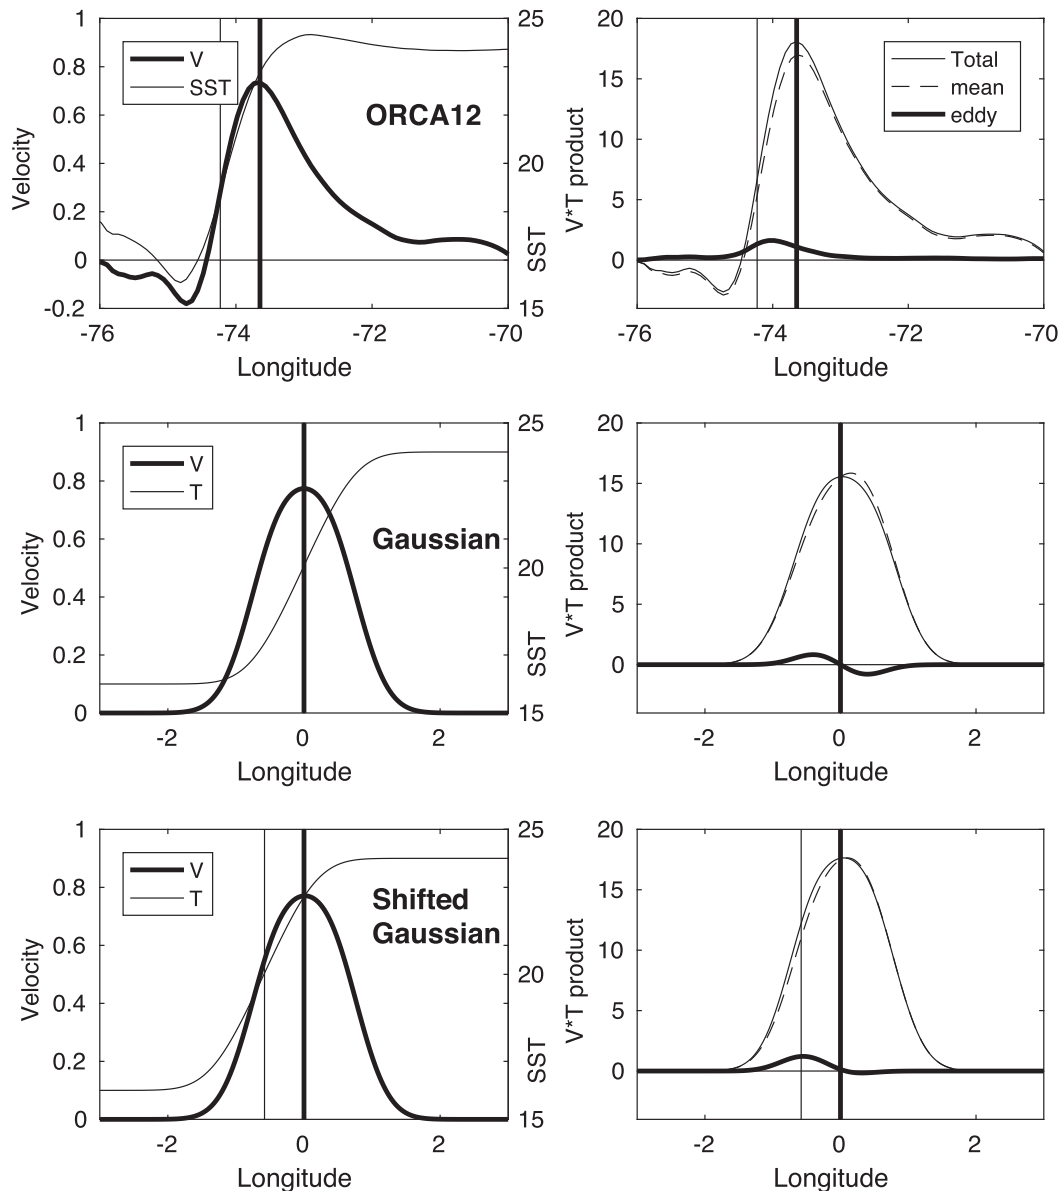 1
0.8
0.6
0.4
0.2
0
-0.2
Velocity
V
SST
ORCA12
25
20
15
SST
-76
-74
-72
-70
Longitude
20
15
10
5
0
V*T product
Total
mean
eddy
-76
-74
-72
-70
Longitude
1
0.8
0.6
0.4
0.2
0
Velocity
V
T
Gaussian
25
20
15
SST
-2
0
2
Longitude
20
15
10
5
0
V*T product
-2
0
2
Longitude
1
0.8
0.6
0.4
0.2
0
Velocity
V
T
Shifted
Gaussian
25
20
15
SST
-2
0
2
Longitude
20
15
10
5
0
V*T product
-2
0
2
Longitude